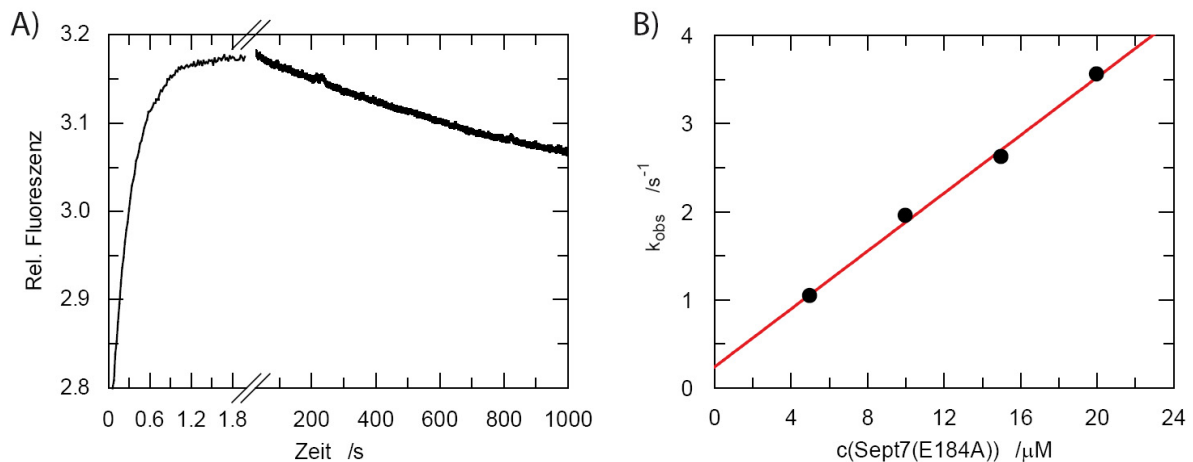 A)
3.2
3.1
3.0
2.9
2.8
Rel. Fluoreszenz
0 0.6 1.2 1.8 200 400 600 800 1000
Zeit /s
B)
4
3
2
1
0
k_obs /s⁻¹
0 4 8 12 16 20 24
c(Sept7(E184A)) /µM